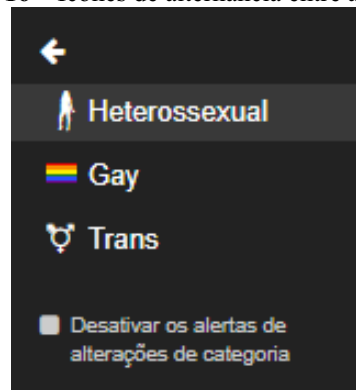 Heterossexual
Gay
Trans
Desativar os alertas de
alterações de categoria